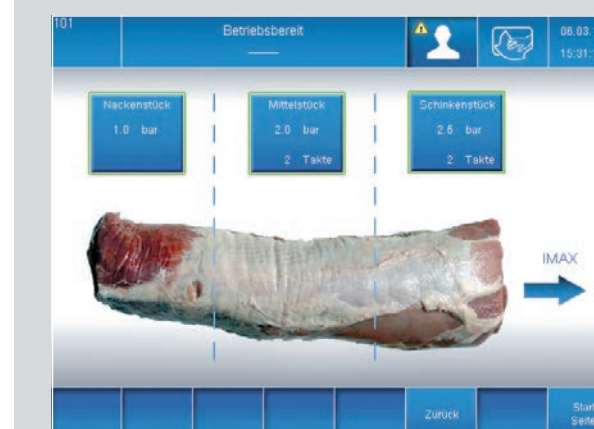 101
Betriebsbereit
06.03.
15:31:
Nackenstück
1.0 bar
Mittelstück
2.0 bar
2 Takte
Schinkenstück
2.5 bar
2 Takte
IMAX
Zurück
Start
Seite